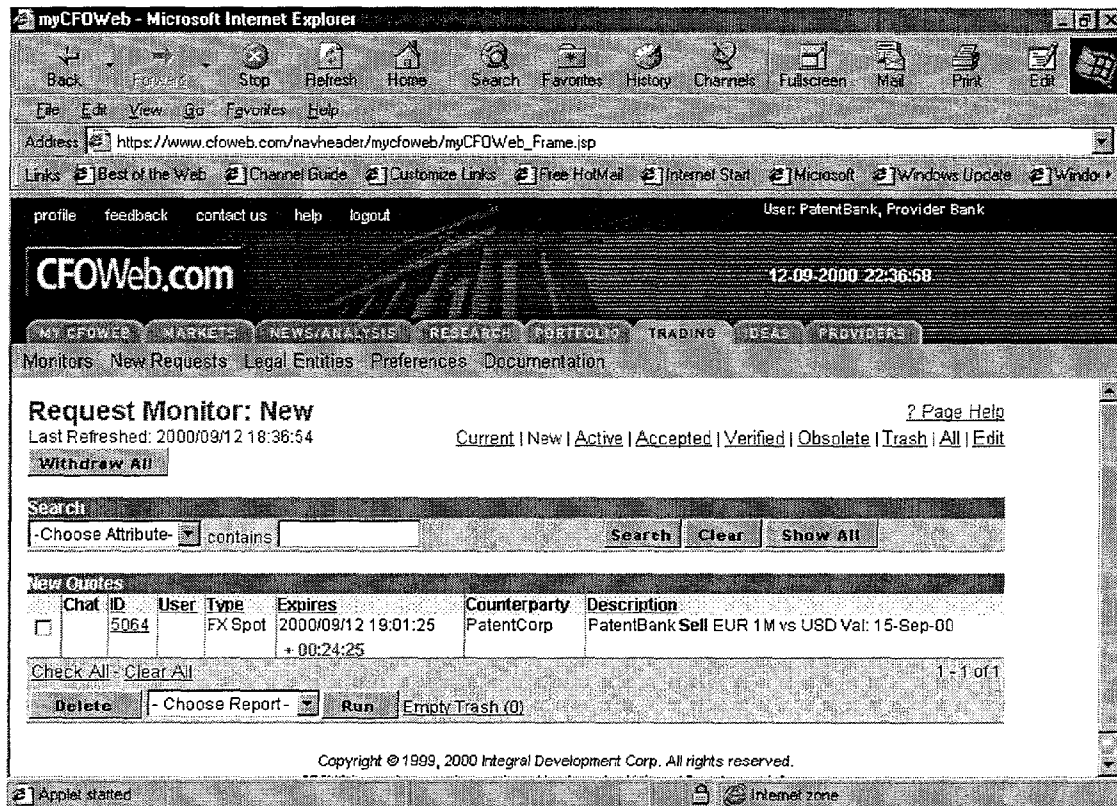 myCFOWeb - Microsoft Internet Explorer
Back Forward Stop Refresh Home Search Favorites History Channels Fullscreen Mail Print Edit
File Edit View Go Favorites Help
Address https://www.cfoweb.com/navheader/mycfoweb/myCFOWeb_Frame.jsp
Links Best of the Web Channel Guide Customize Links Free HotMail Internet Start Microsoft Windows Update Windo
profile feedback contact us help logout User: PatentBank, Provider Bank
CFOWeb.com 12-09-2000 22:36:58
MY CFOWEB MARKETS NEWS/ANALYSIS RESEARCH PORTFOLIO TRADING IDEAS PROVIDERS
Monitors New Requests Legal Entities Preferences Documentation
Request Monitor: New ? Page Help
Last Refreshed: 2000/09/12 18:36:54 Current | New | Active | Accepted | Verified | Obsolete | Trash | All | Edit
Withdraw All
Search
-Choose Attribute- contains Search Clear Show All
New Quotes
Chat ID User Type Expires Counterparty Description
5064 FX Spot 2000/09/12 19:01:25 PatentCorp PatentBank Sell EUR 1M vs USD Val: 15-Sep-00
+ 00:24:25
Check All - Clear All 1 - 1 of 1
Delete - Choose Report - Run Empty Trash (0)
Copyright © 1999, 2000 Integral Development Corp. All rights reserved.
Applet started Internet zone